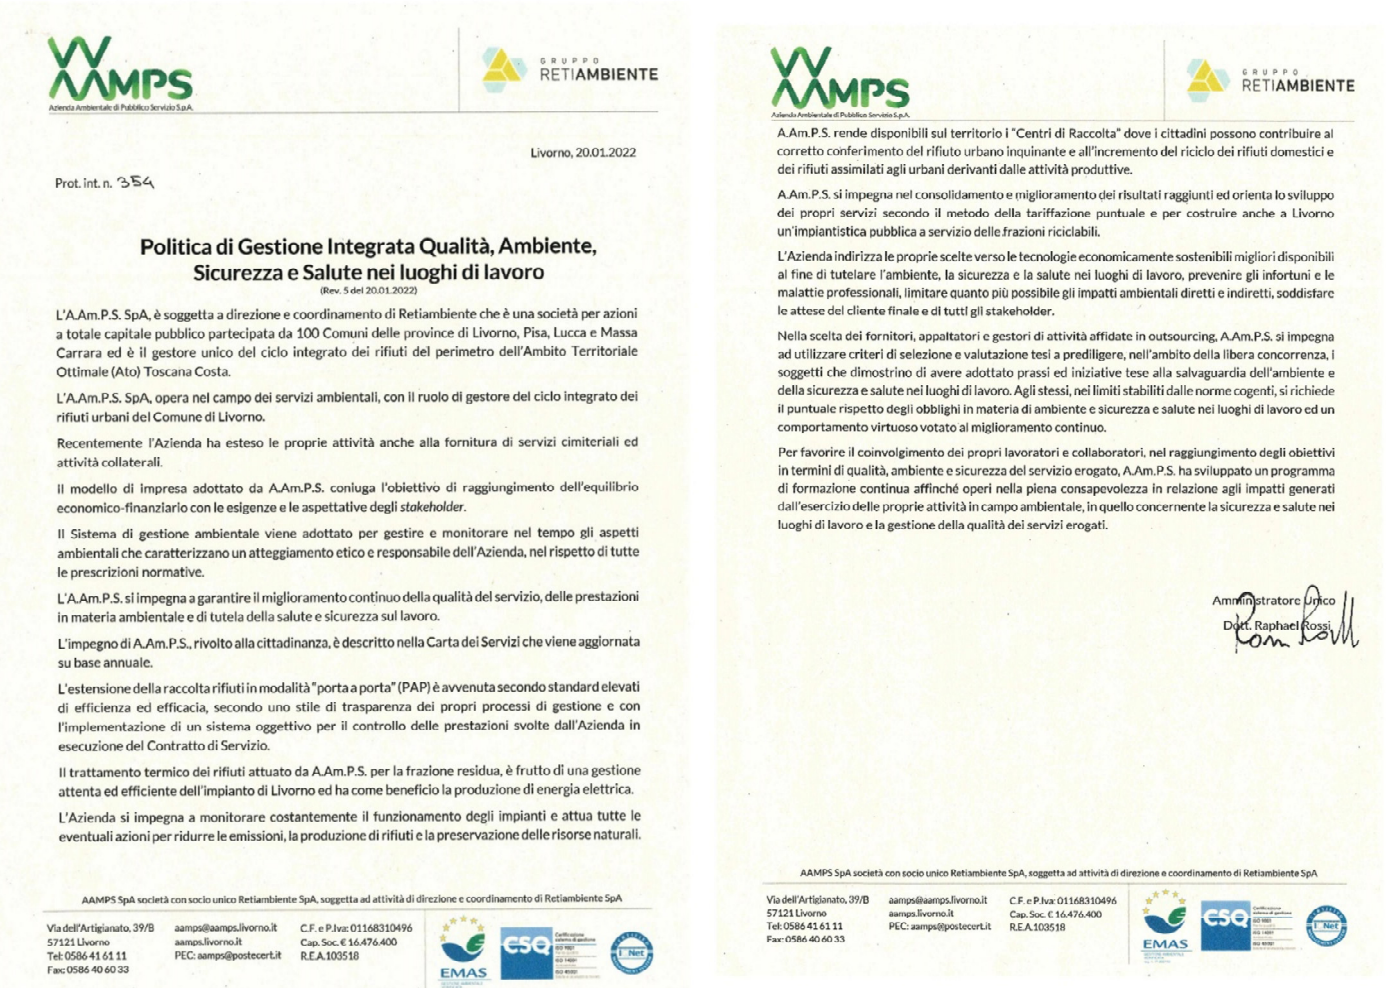 AAMPS
Azienda Ambientale di Pubblico Servizio S.p.A.
GRUPPO
RETIAMBIENTE
Livorno, 20.01.2022
Prot. int. n. 354
Politica di Gestione Integrata Qualità, Ambiente,
Sicurezza e Salute nei luoghi di lavoro
(Rev. 5 del 20.01.2022)
L'A.Am.P.S. SpA, è soggetta a direzione e coordinamento di Retiambiente che è una società per azioni
a totale capitale pubblico partecipata da 100 Comuni delle province di Livorno, Pisa, Lucca e Massa
Carrara ed è il gestore unico del ciclo integrato dei rifiuti del perimetro dell'Ambito Territoriale
Ottimale (Ato) Toscana Costa.
L'A.Am.P.S. SpA, opera nel campo dei servizi ambientali, con il ruolo di gestore del ciclo integrato dei
rifiuti urbani del Comune di Livorno.
Recentemente l'Azienda ha esteso le proprie attività anche alla fornitura di servizi cimiteriali ed
attività collaterali.
Il modello di impresa adottato da A.Am.P.S. coniuga l'obiettivo di raggiungimento dell'equilibrio
economico-finanziario con le esigenze e le aspettative degli stakeholder.
Il Sistema di gestione ambientale viene adottato per gestire e monitorare nel tempo gli aspetti
ambientali che caratterizzano un atteggiamento etico e responsabile dell'Azienda, nel rispetto di tutte
le prescrizioni normative.
L'A.Am.P.S. si impegna a garantire il miglioramento continuo della qualità del servizio, delle prestazioni
in materia ambientale e di tutela della salute e sicurezza sul lavoro.
L'impegno di A.Am.P.S., rivolto alla cittadinanza, è descritto nella Carta dei Servizi che viene aggiornata
su base annuale.
L'estensione della raccolta rifiuti in modalità "porta a porta" (PAP) è avvenuta secondo standard elevati
di efficienza ed efficacia, secondo uno stile di trasparenza dei propri processi di gestione e con
l'implementazione di un sistema oggettivo per il controllo delle prestazioni svolte dall'Azienda in
esecuzione del Contratto di Servizio.
Il trattamento termico dei rifiuti attuato da A.Am.P.S. per la frazione residua, è frutto di una gestione
attenta ed efficiente dell'impianto di Livorno ed ha come beneficio la produzione di energia elettrica.
L'Azienda si impegna a monitorare costantemente il funzionamento degli impianti e attua tutte le
eventuali azioni per ridurre le emissioni, la produzione di rifiuti e la preservazione delle risorse naturali.
AAMPS SpA società con socio unico Retiambiente SpA, soggetta ad attività di direzione e coordinamento di Retiambiente SpA
Via dell'Artigianato, 39/B
57121 Livorno
Tel: 0586 41 61 11
Fax: 0586 40 60 33
aamps@aamps.livorno.it
aamps.livorno.it
PEC: aamps@postecert.it
C.F. e P.Iva: 01168310496
Cap. Soc. € 16.476.400
R.E.A.103518
EMAS
CSQ
Net
AAMPS
Azienda Ambientale di Pubblico Servizio S.p.A.
GRUPPO
RETIAMBIENTE
A.Am.P.S. rende disponibili sul territorio i "Centri di Raccolta" dove i cittadini possono contribuire al
corretto conferimento del rifiuto urbano inquinante e all'incremento del riciclo dei rifiuti domestici e
dei rifiuti assimilati agli urbani derivanti dalle attività produttive.
A.Am.P.S. si impegna nel consolidamento e miglioramento dei risultati raggiunti ed orienta lo sviluppo
dei propri servizi secondo il metodo della tariffazione puntuale e per costruire anche a Livorno
un'impiantistica pubblica a servizio delle frazioni riciclabili.
L'Azienda indirizza le proprie scelte verso le tecnologie economicamente sostenibili migliori disponibili
al fine di tutelare l'ambiente, la sicurezza e la salute nei luoghi di lavoro, prevenire gli infortuni e le
malattie professionali, limitare quanto più possibile gli impatti ambientali diretti e indiretti, soddisfare
le attese del cliente finale e di tutti gli stakeholder.
Nella scelta dei fornitori, appaltatori e gestori di attività affidate in outsourcing, A.Am.P.S. si impegna
ad utilizzare criteri di selezione e valutazione tesi a prediligere, nell'ambito della libera concorrenza, i
soggetti che dimostrino di avere adottato prassi ed iniziative tese alla salvaguardia dell'ambiente e
della sicurezza e salute nei luoghi di lavoro. Agli stessi, nei limiti stabiliti dalle norme cogenti, si richiede
il puntuale rispetto degli obblighi in materia di ambiente e sicurezza e salute nei luoghi di lavoro ed un
comportamento virtuoso votato al miglioramento continuo.
Per favorire il coinvolgimento dei propri lavoratori e collaboratori, nel raggiungimento degli obiettivi
in termini di qualità, ambiente e sicurezza del servizio erogato, A.Am.P.S. ha sviluppato un programma
di formazione continua affinché operi nella piena consapevolezza in relazione agli impatti generati
dall'esercizio delle proprie attività in campo ambientale, in quello concernente la sicurezza e salute nei
luoghi di lavoro e la gestione della qualità dei servizi erogati.
Amministratore Unico
Dott. Raphael Rossi
AAMPS SpA società con socio unico Retiambiente SpA, soggetta ad attività di direzione e coordinamento di Retiambiente SpA
Via dell'Artigianato, 39/B
57121 Livorno
Tel: 0586 41 61 11
Fax: 0586 40 60 33
aamps@aamps.livorno.it
aamps.livorno.it
PEC: aamps@postecert.it
C.F. e P.Iva: 01168310496
Cap. Soc. € 16.476.400
R.E.A.103518
EMAS
CSQ
Net